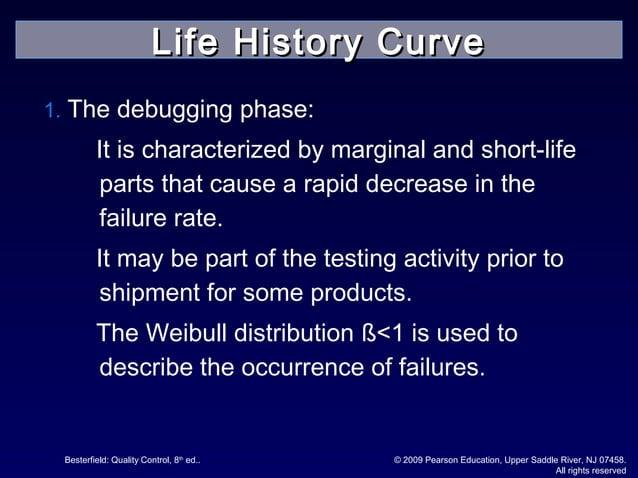 Life History Curve
1. The debugging phase:
It is characterized by marginal and short-life
parts that cause a rapid decrease in the
failure rate.
It may be part of the testing activity prior to
shipment for some products.
The Weibull distribution ß<1 is used to
describe the occurrence of failures.
Besterfield: Quality Control, 8th ed..
© 2009 Pearson Education, Upper Saddle River, NJ 07458.
All rights reserved